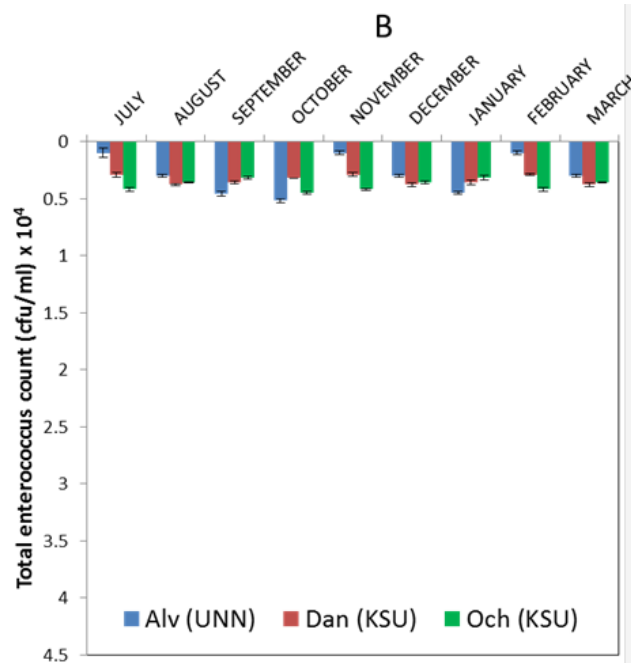 B
JULY
AUGUST
SEPTEMBER
OCTOBER
NOVEMBER
DECEMBER
JANUARY
FEBRUARY
MARCH
Total enterococcus count (cfu/ml) x 10⁴
0
0.5
1
1.5
2
2.5
3
3.5
4
4.5
Alv (UNN) Dan (KSU) Och (KSU)